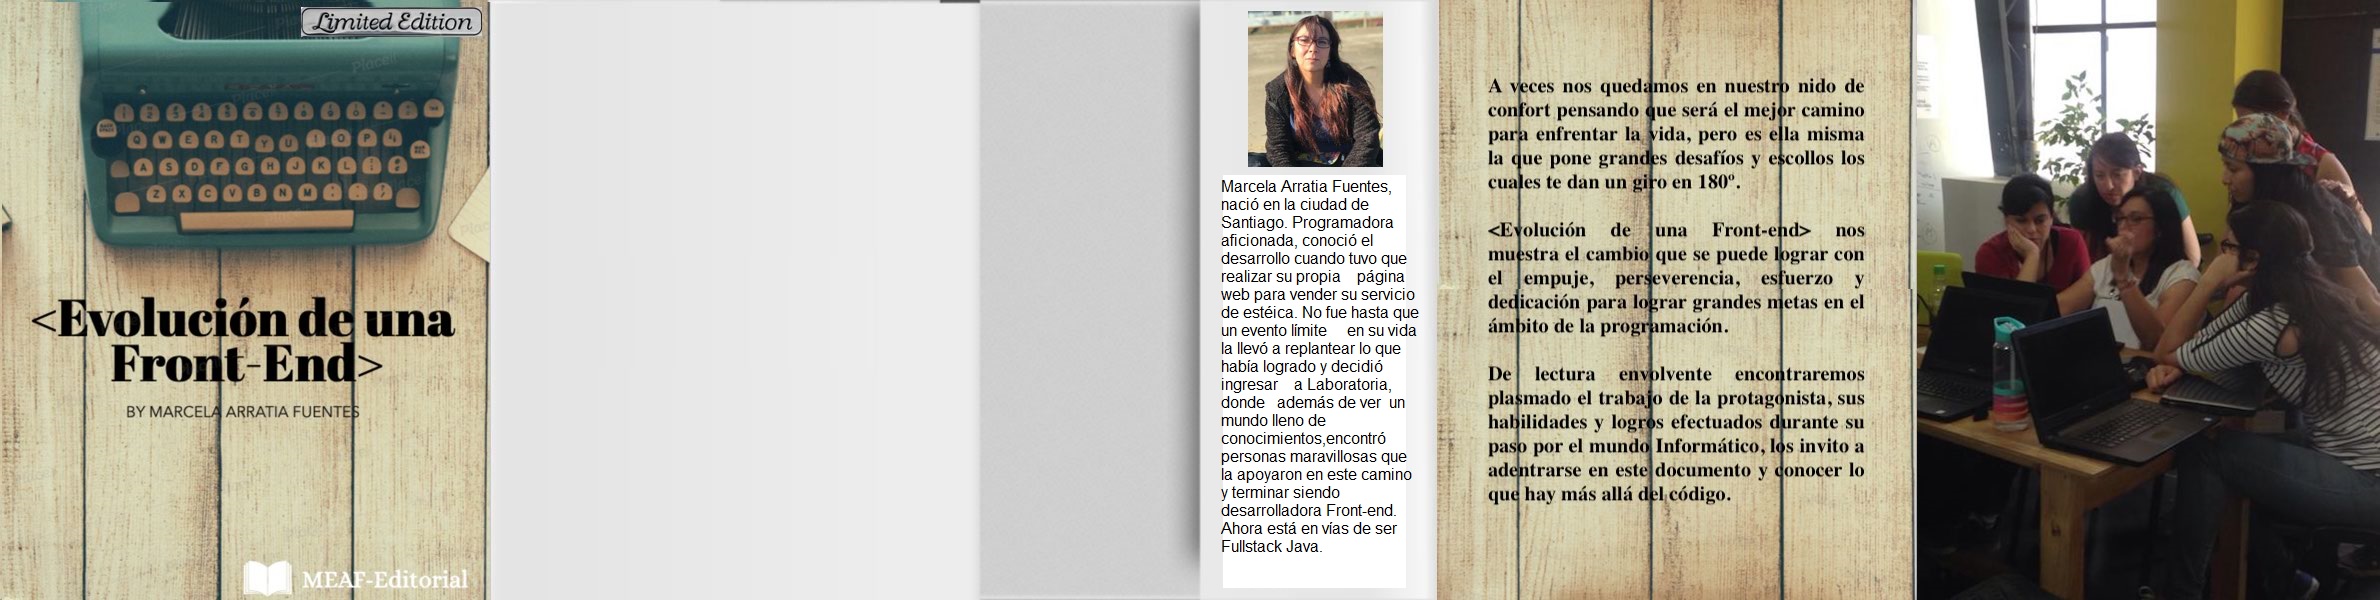 Limited Edition
Q W E R T Y U I O P
A S D F G H J K L
Z X C V B N M
<Evolución de una
Front-End>
BY MARCELA ARRATIA FUENTES
MEAF-Editorial
Marcela Arratia Fuentes,
nació en la ciudad de
Santiago. Programadora
aficionada, conoció el
desarrollo cuando tuvo que
realizar su propia página
web para vender su servicio
de estéica. No fue hasta que
un evento límite en su vida
la llevó a replantear lo que
había logrado y decidió
ingresar a Laboratoria,
donde además de ver un
mundo lleno de
conocimientos,encontró
personas maravillosas que
la apoyaron en este camino
y terminar siendo
desarrolladora Front-end.
Ahora está en vías de ser
Fullstack Java.
A veces nos quedamos en nuestro nido de
confort pensando que será el mejor camino
para enfrentar la vida, pero es ella misma
la que pone grandes desafíos y escollos los
cuales te dan un giro en 180º.
<Evolución de una Front-end> nos
muestra el cambio que se puede lograr con
el empuje, perseverencia, esfuerzo y
dedicación para lograr grandes metas en el
ámbito de la programación.
De lectura envolvente encontraremos
plasmado el trabajo de la protagonista, sus
habilidades y logros efectuados durante su
paso por el mundo Informático, los invito a
adentrarse en este documento y conocer lo
que hay más allá del código.